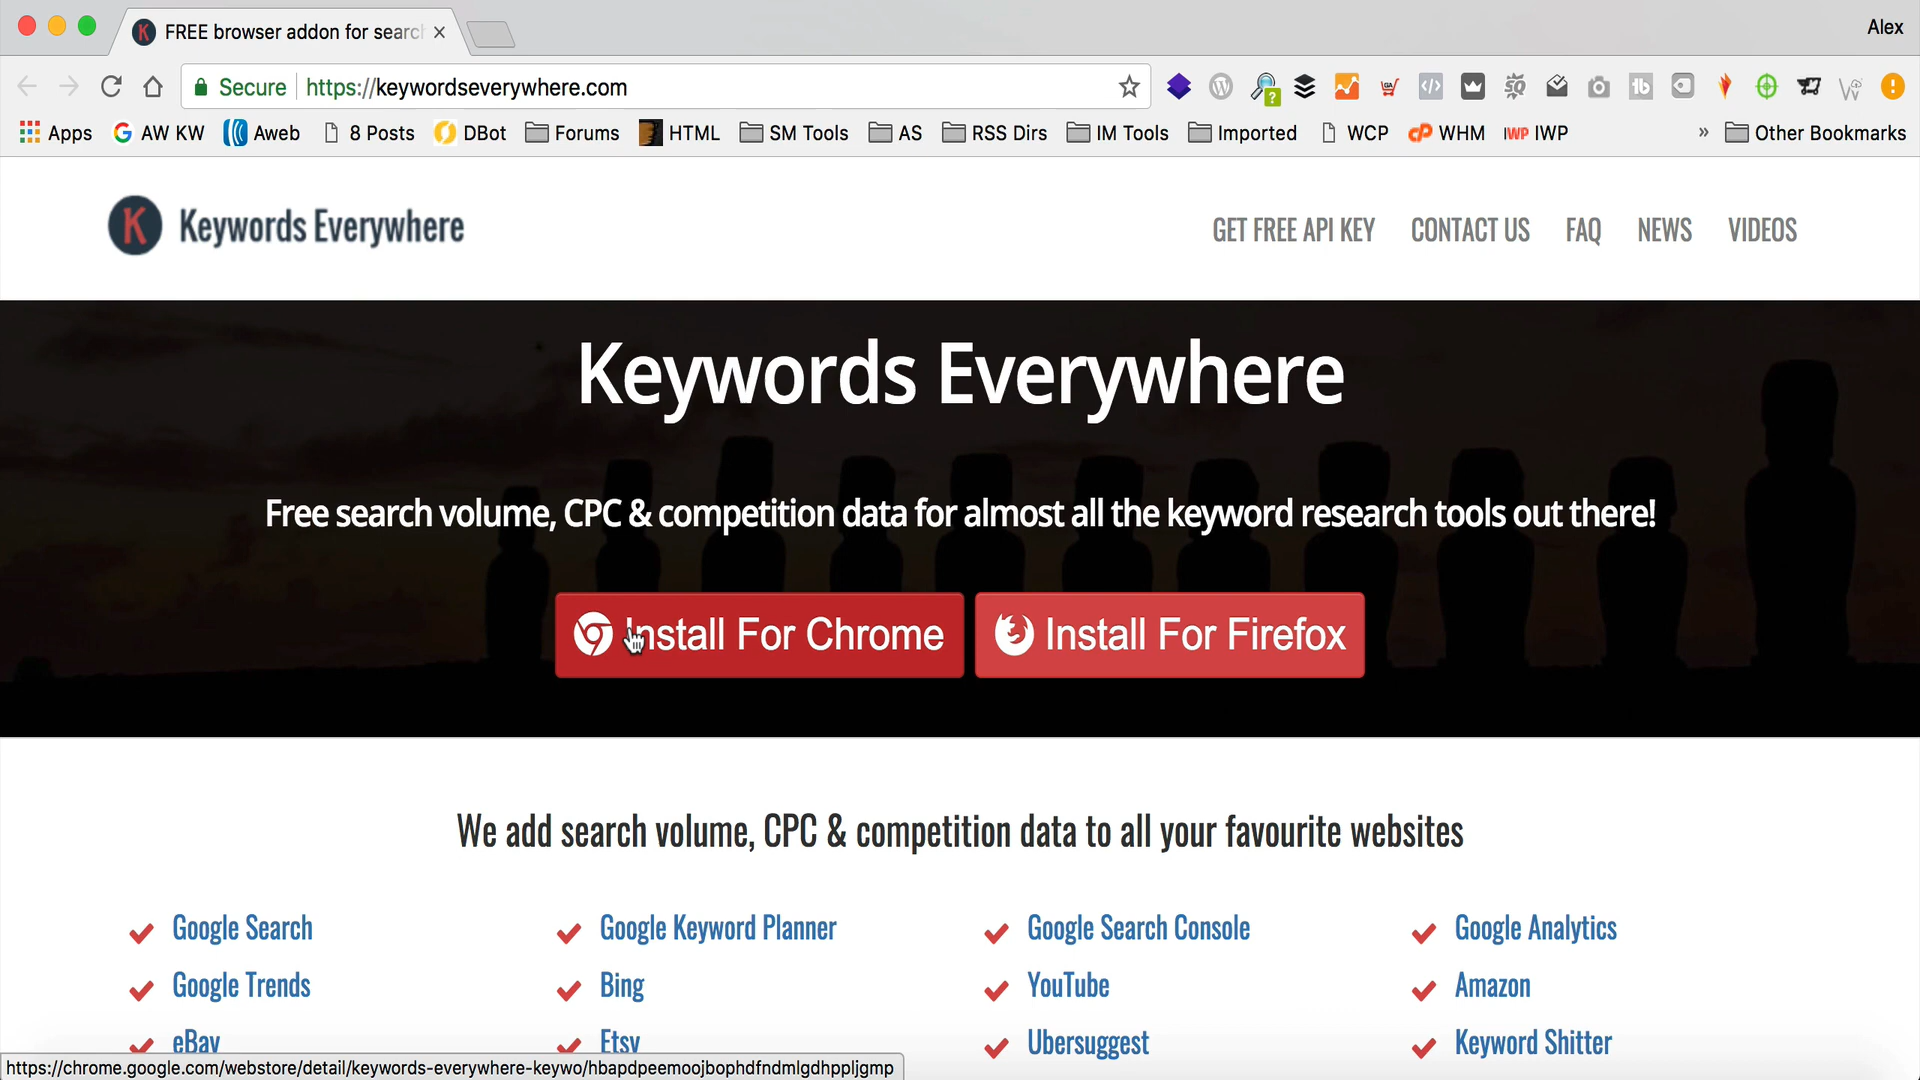 FREE browser addon for searc
Alex
Secure https://keywordseverywhere.com
Apps AW KW Aweb 8 Posts DBot Forums HTML SM Tools AS RSS Dirs IM Tools Imported WCP WHM IWP IWP » Other Bookmarks
K Keywords Everywhere
GET FREE API KEY CONTACT US FAQ NEWS VIDEOS
Keywords Everywhere
Free search volume, CPC & competition data for almost all the keyword research tools out there!
Install For Chrome Install For Firefox
We add search volume, CPC & competition data to all your favourite websites
Google Search Google Keyword Planner Google Search Console Google Analytics
Google Trends Bing YouTube Amazon
eBay Etsy Ubersuggest Keyword Shitter
https://chrome.google.com/webstore/detail/keywords-everywhere-keywo/hbapdpeemoojbophdfndmlgdhppljgmp